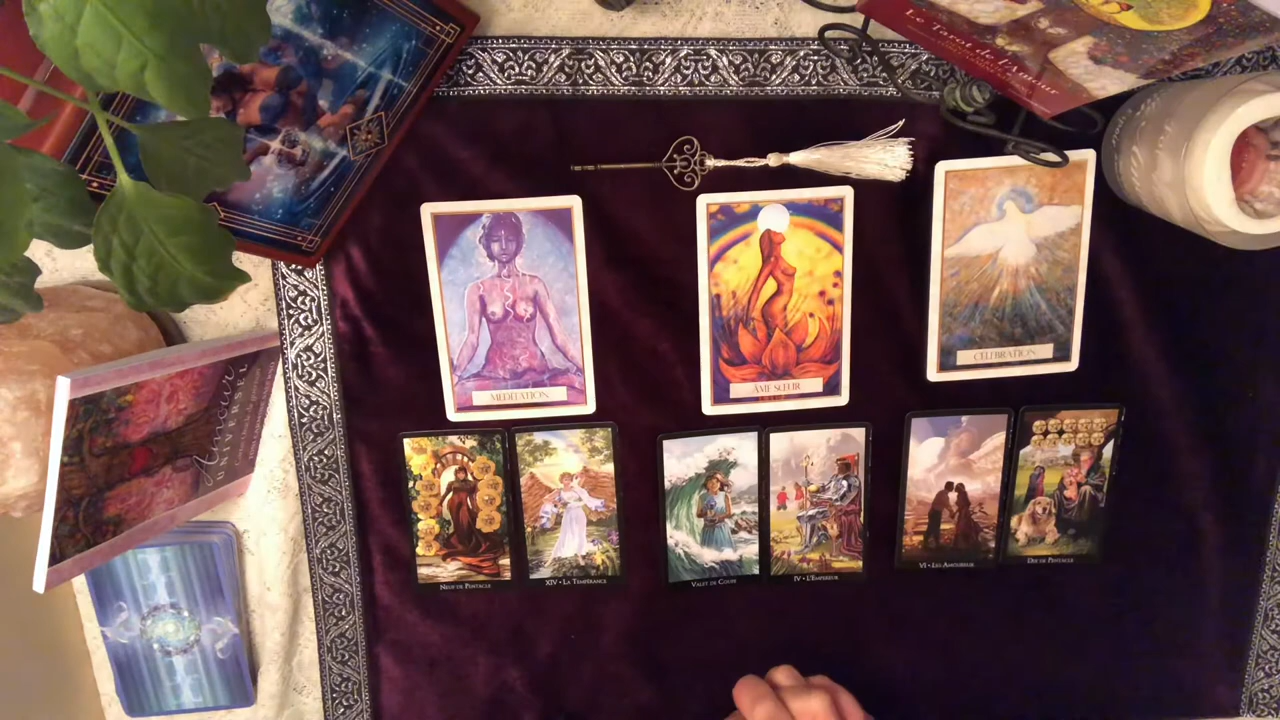 Le Tarot de l'Amour
MÉDITATION
ÂME SŒUR
CÉLÉBRATION
Amour
UNIVERSEL
NEUF DE PENTACLE
XIV • LA TEMPÉRANCE
VALET DE COUPE
IV • L'EMPEREUR
VI • LES AMOUREUX
DIX DE PENTACLE